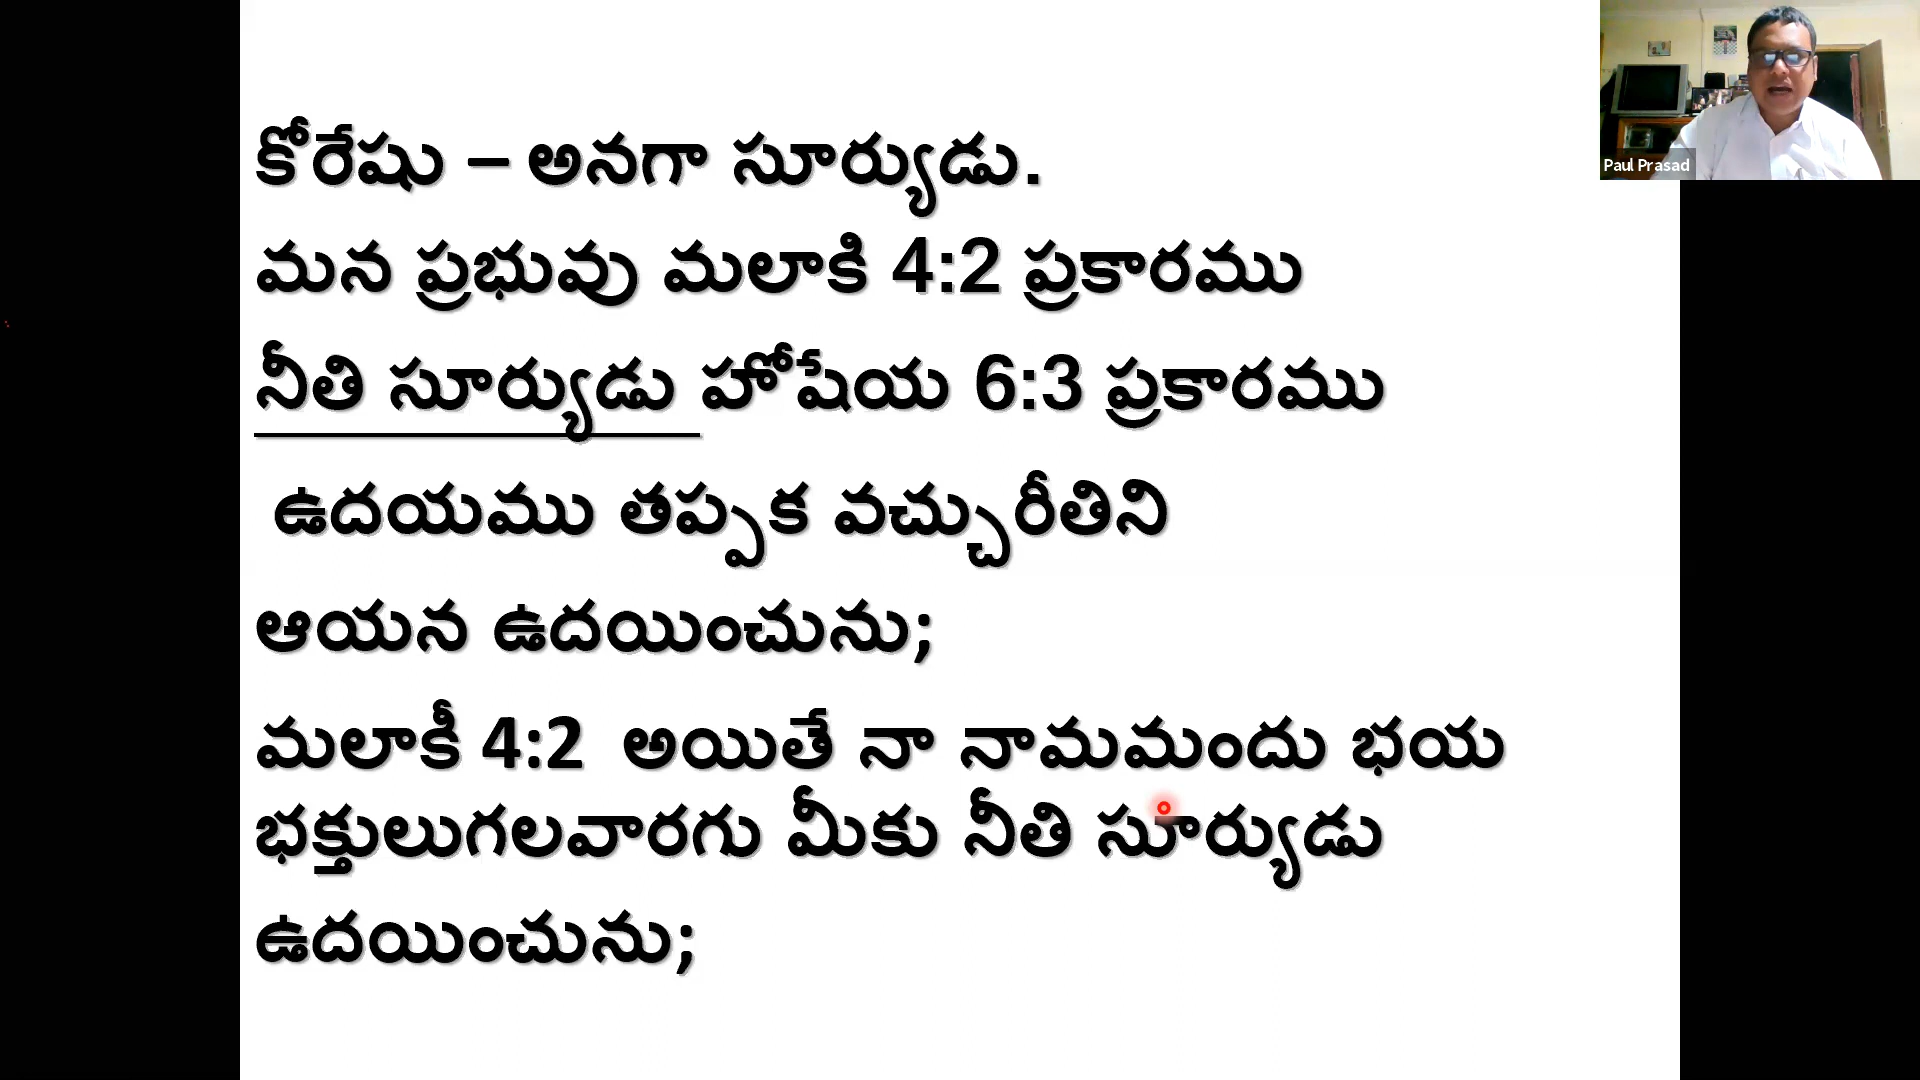 కోరేషు – అనగా సూర్యుడు.
మన ప్రభువు మలాకి 4:2 ప్రకారము
నీతి సూర్యుడు హోషేయ 6:3 ప్రకారము
ఉదయము తప్పక వచ్చురీతిని
ఆయన ఉదయించును;
మలాకీ 4:2 అయితే నా నామమందు భయ
భక్తులుగలవారగు మీకు నీతి సూర్యుడు
ఉదయించును;
Paul Prasad